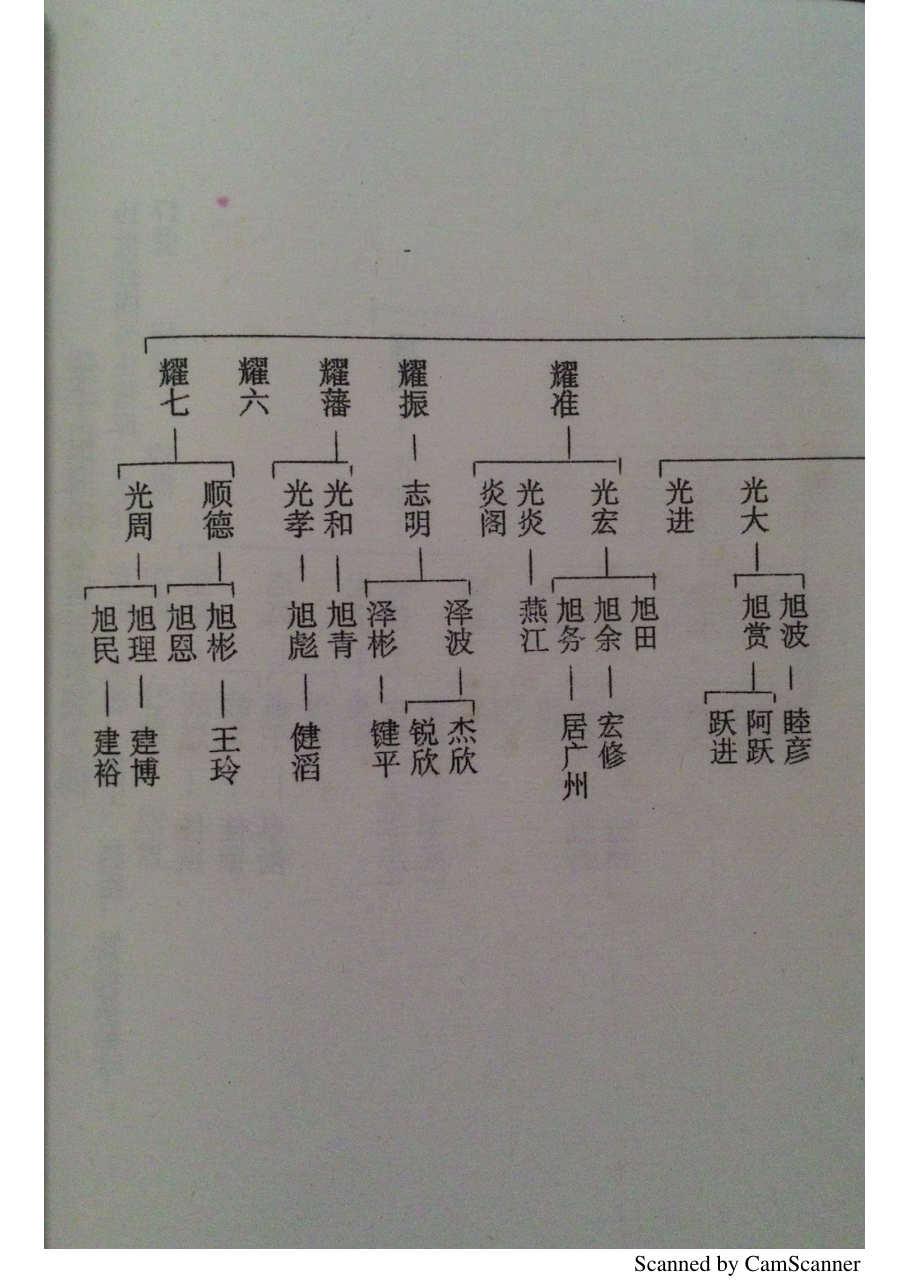 耀准
耀振
耀藩
耀六
耀七
光大
光进
光宏
光炎
炎阁
志明
光和
光孝
顺德
光周
旭波
旭赏
旭田
旭余
旭务
燕江
泽波
泽彬
旭青
旭彪
旭彬
旭恩
旭理
旭民
睦彦
阿跃
跃进
宏修
居广州
杰欣
锐欣
键平
健滔
王玲
建博
建裕
Scanned by CamScanner